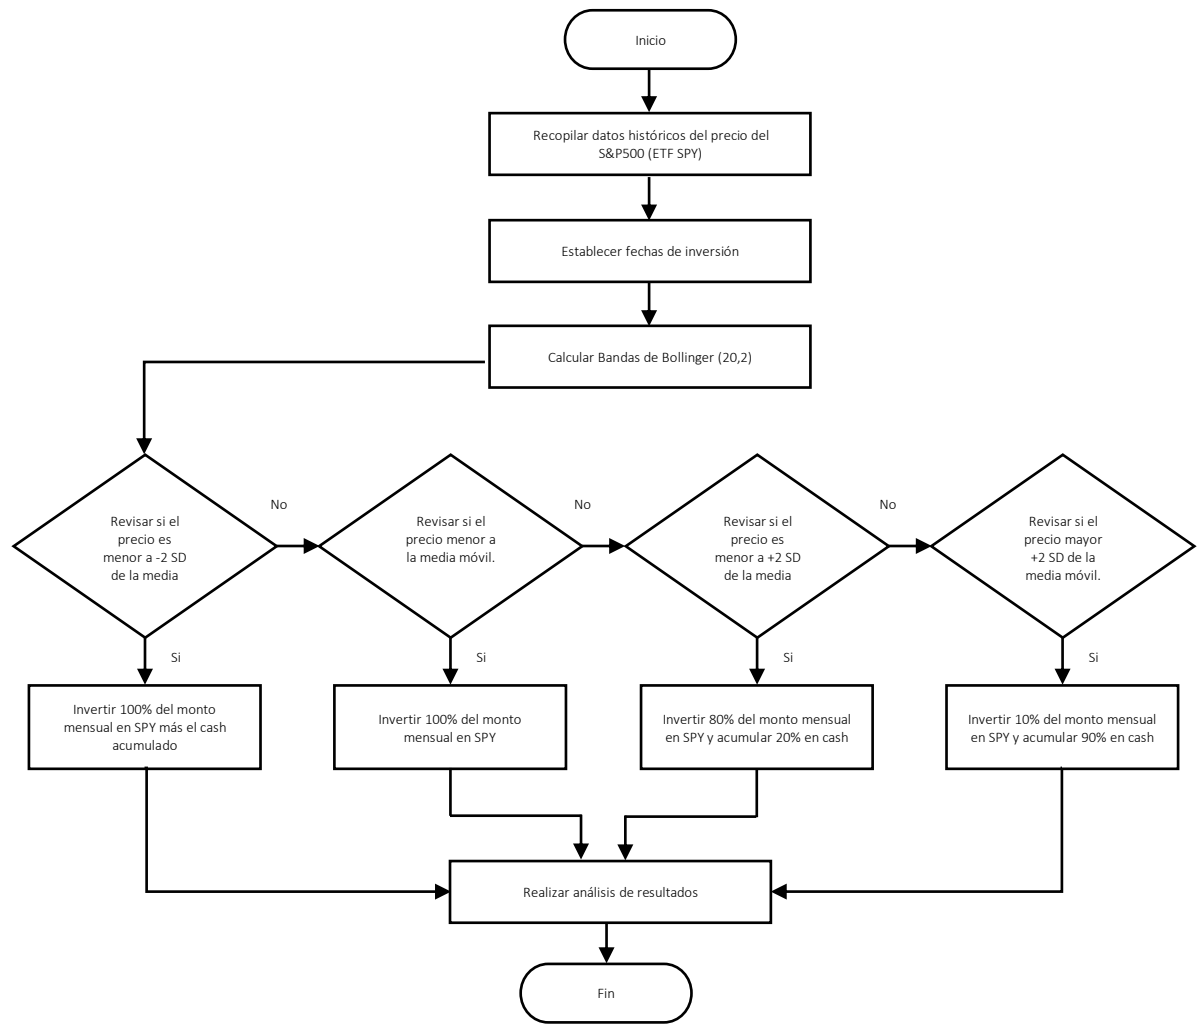 Inicio
Recopilar datos históricos del precio del
S&P500 (ETF SPY)
Establecer fechas de inversión
Calcular Bandas de Bollinger (20,2)
Revisar si el
precio es
menor a -2 SD
de la media
No
Revisar si el
precio menor a
la media móvil.
No
Revisar si el
precio es
menor a +2 SD
de la media
No
Revisar si el
precio mayor
+2 SD de la
media móvil.
Si
Si
Si
Si
Invertir 100% del monto
mensual en SPY más el cash
acumulado
Invertir 100% del monto
mensual en SPY
Invertir 80% del monto mensual
en SPY y acumular 20% en cash
Invertir 10% del monto mensual
en SPY y acumular 90% en cash
Realizar análisis de resultados
Fin